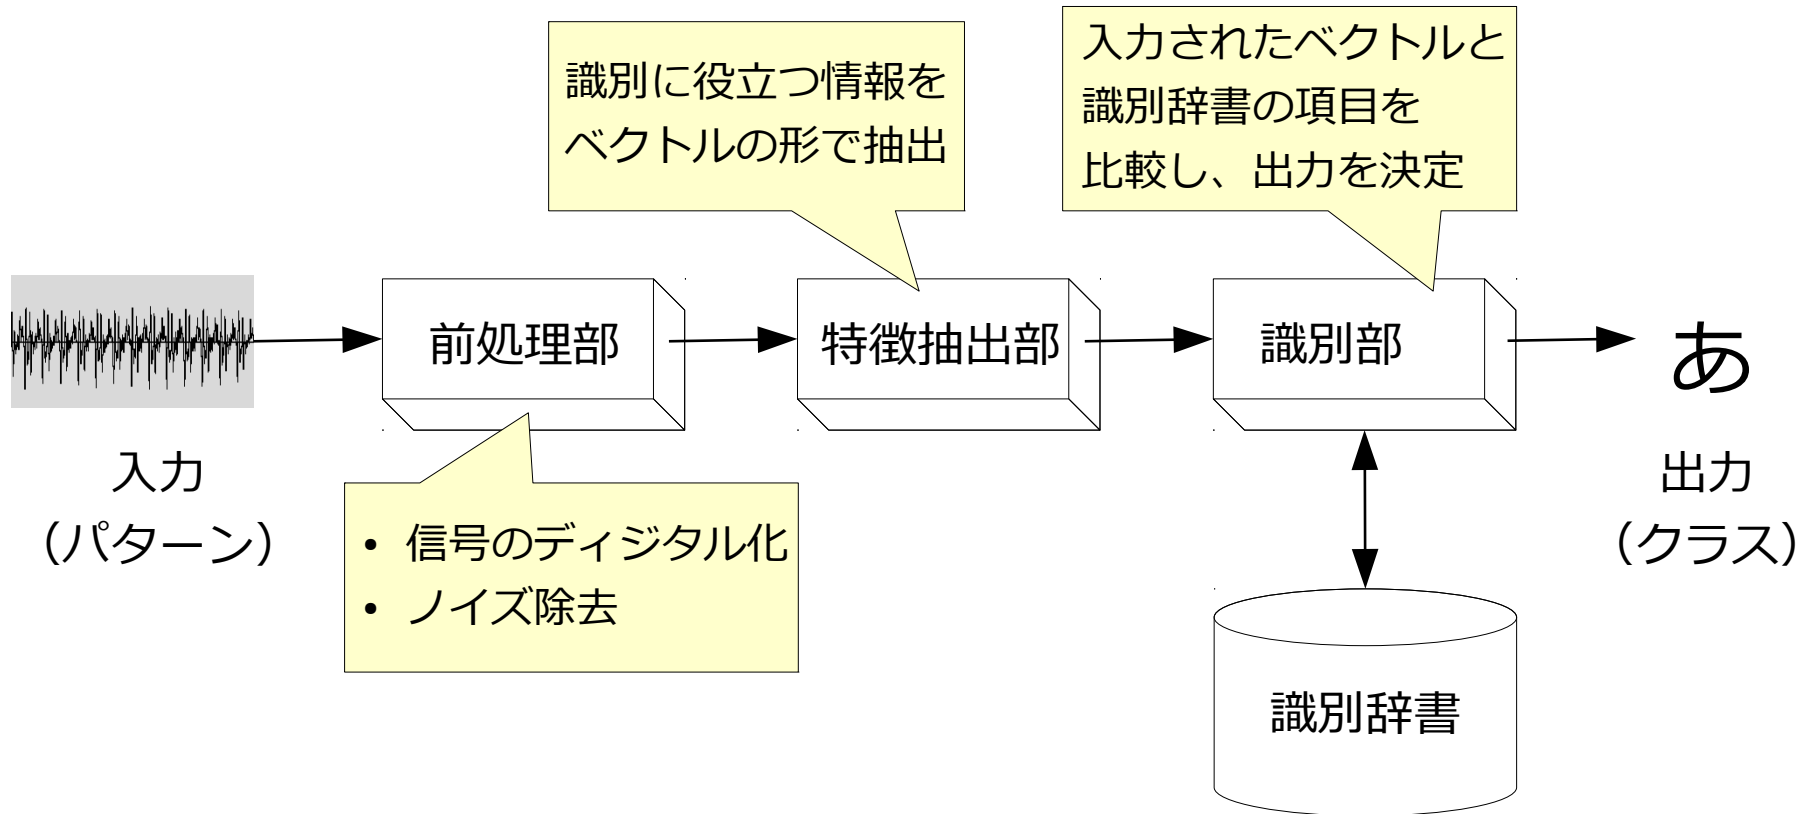 識別に役立つ情報を
ベクトルの形で抽出
入力されたベクトルと
識別辞書の項目を
比較し、出力を決定
前処理部
特徴抽出部
識別部
あ
入力
（パターン）
出力
（クラス）
• 信号のディジタル化
• ノイズ除去
識別辞書